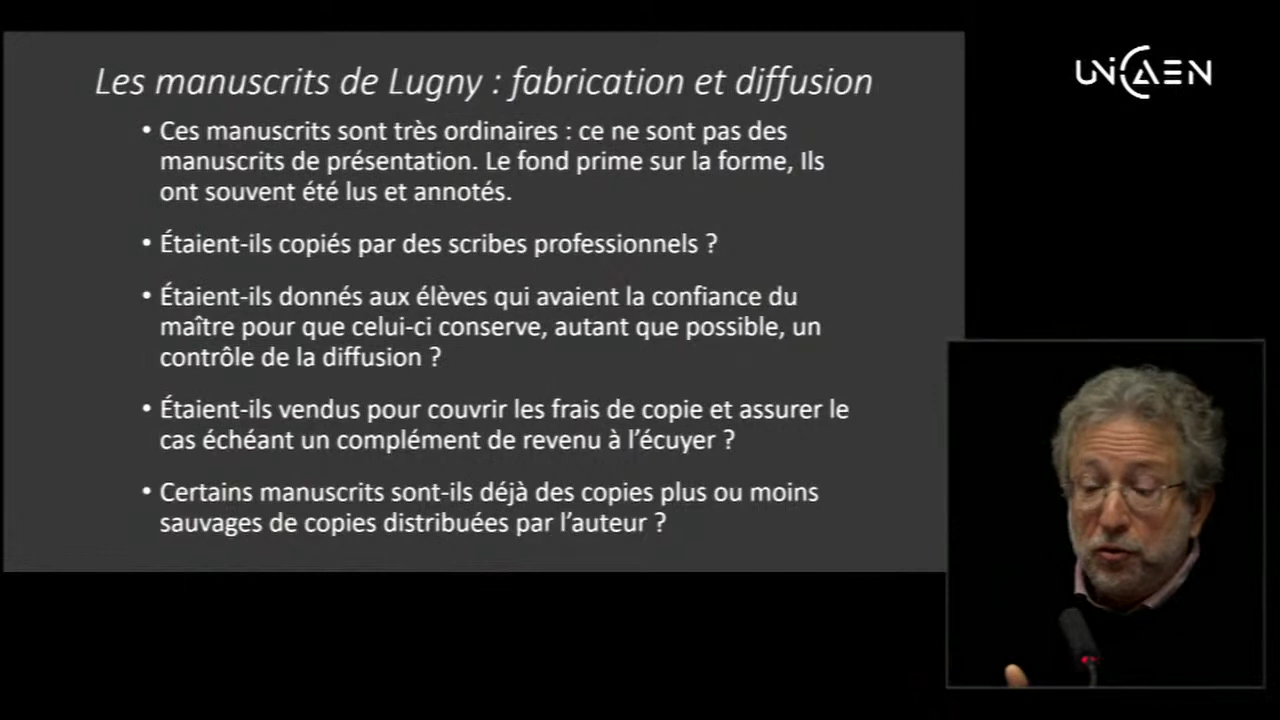 Les manuscrits de Lugny : fabrication et diffusion
UNICAEN
• Ces manuscrits sont très ordinaires : ce ne sont pas des
manuscrits de présentation. Le fond prime sur la forme, Ils
ont souvent été lus et annotés.
• Étaient-ils copiés par des scribes professionnels ?
• Étaient-ils donnés aux élèves qui avaient la confiance du
maître pour que celui-ci conserve, autant que possible, un
contrôle de la diffusion ?
• Étaient-ils vendus pour couvrir les frais de copie et assurer le
cas échéant un complément de revenu à l’écuyer ?
• Certains manuscrits sont-ils déjà des copies plus ou moins
sauvages de copies distribuées par l’auteur ?